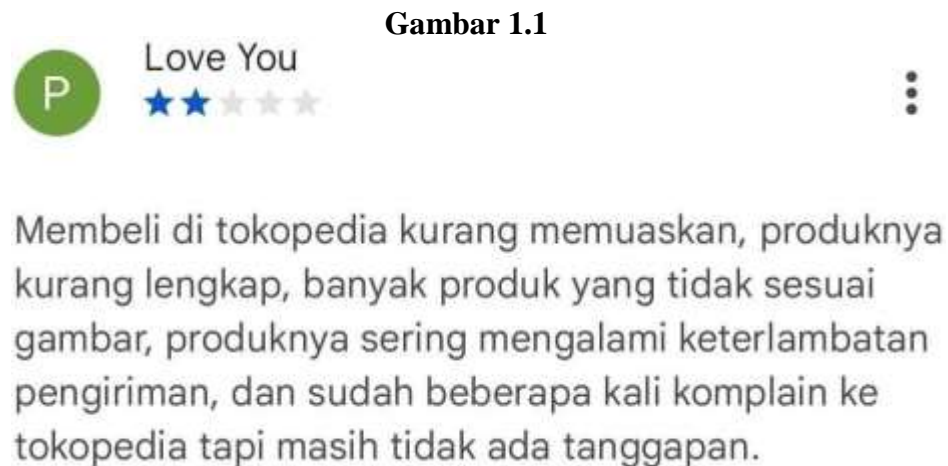 Gambar 1.1
Love You
P
Membeli di tokopedia kurang memuaskan, produknya
kurang lengkap, banyak produk yang tidak sesuai
gambar, produknya sering mengalami keterlambatan
pengiriman, dan sudah beberapa kali komplain ke
tokopedia tapi masih tidak ada tanggapan.